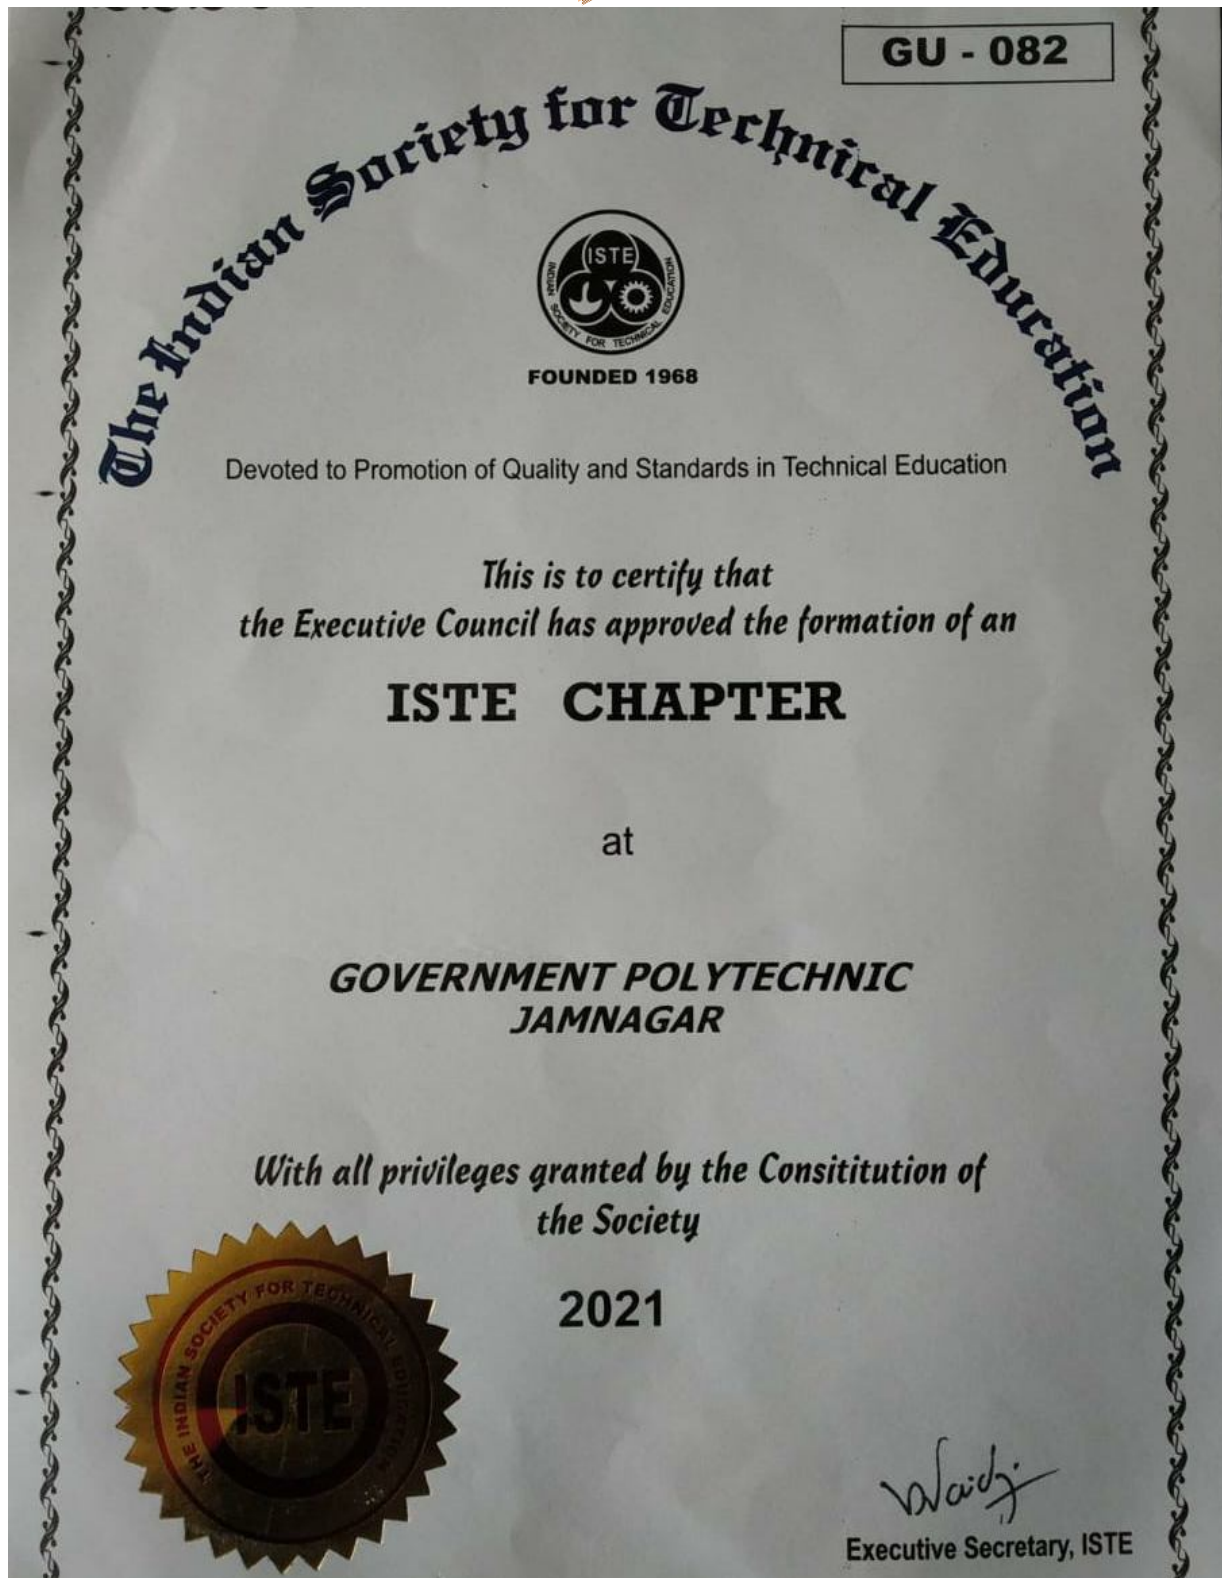 GU - 082
The Indian Society for Technical Education
ISTE
INDIAN SOCIETY FOR TECHNICAL EDUCATION
FOUNDED 1968
Devoted to Promotion of Quality and Standards in Technical Education
This is to certify that
the Executive Council has approved the formation of an
ISTE CHAPTER
at
GOVERNMENT POLYTECHNIC
JAMNAGAR
With all privileges granted by the Consititution of
the Society
2021
THE INDIAN SOCIETY FOR TECHNICAL EDUCATION
ISTE
Executive Secretary, ISTE